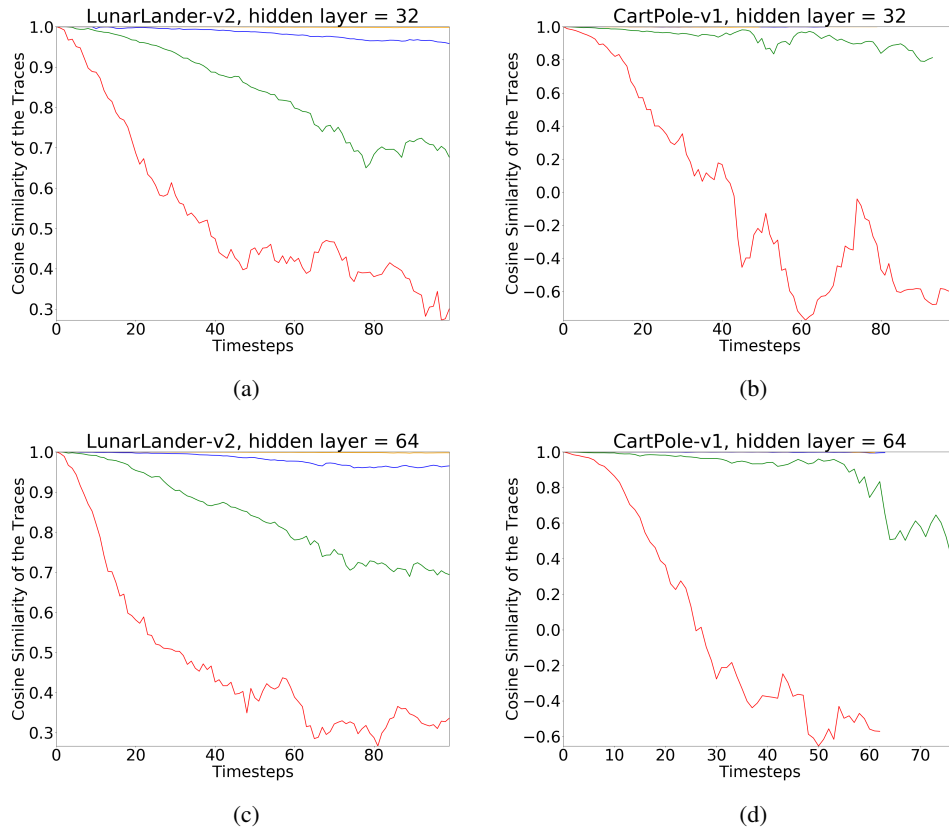 LunarLander-v2, hidden layer = 32
Cosine Similarity of the Traces
1.0
0.9
0.8
0.7
0.6
0.5
0.4
0.3
0 20 40 60 80
Timesteps
(a)
CartPole-v1, hidden layer = 32
Cosine Similarity of the Traces
1.0
0.8
0.6
0.4
0.2
0.0
−0.2
−0.4
−0.6
0 20 40 60 80
Timesteps
(b)
LunarLander-v2, hidden layer = 64
Cosine Similarity of the Traces
1.0
0.9
0.8
0.7
0.6
0.5
0.4
0.3
0 20 40 60 80
Timesteps
(c)
CartPole-v1, hidden layer = 64
Cosine Similarity of the Traces
1.0
0.8
0.6
0.4
0.2
0.0
−0.2
−0.4
−0.6
0 10 20 30 40 50 60 70
Timesteps
(d)